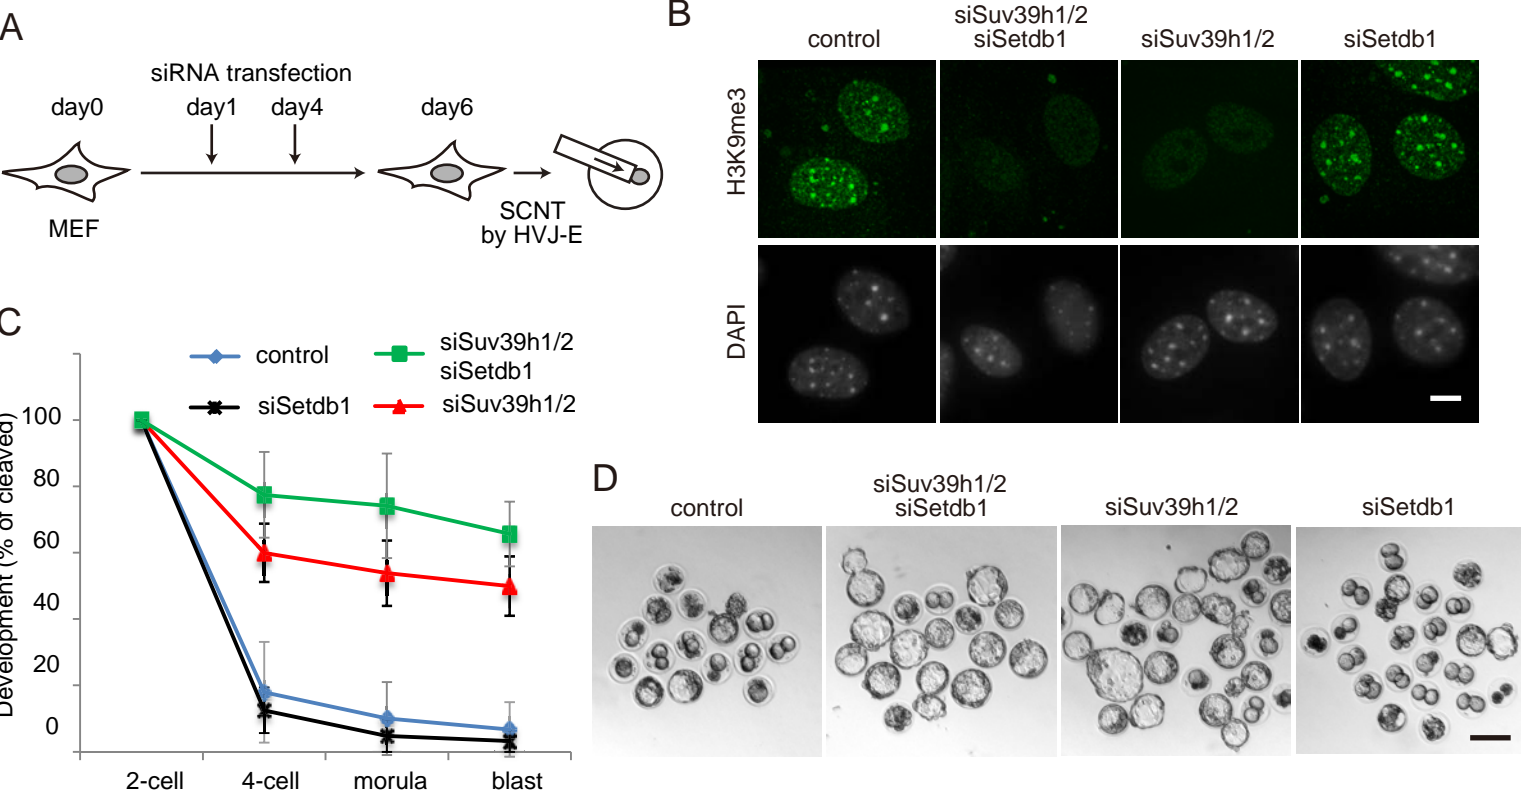 A
siRNA transfection
day0
day1
day4
day6
MEF
SCNT
by HVJ-E
B
control
siSuv39h1/2
siSetdb1
siSuv39h1/2
siSetdb1
H3K9me3
DAPI
C
control
siSuv39h1/2
siSetdb1
siSetdb1
siSuv39h1/2
Development (% of cleaved)
100
80
60
40
20
0
2-cell
4-cell
morula
blast
D
control
siSuv39h1/2
siSetdb1
siSuv39h1/2
siSetdb1